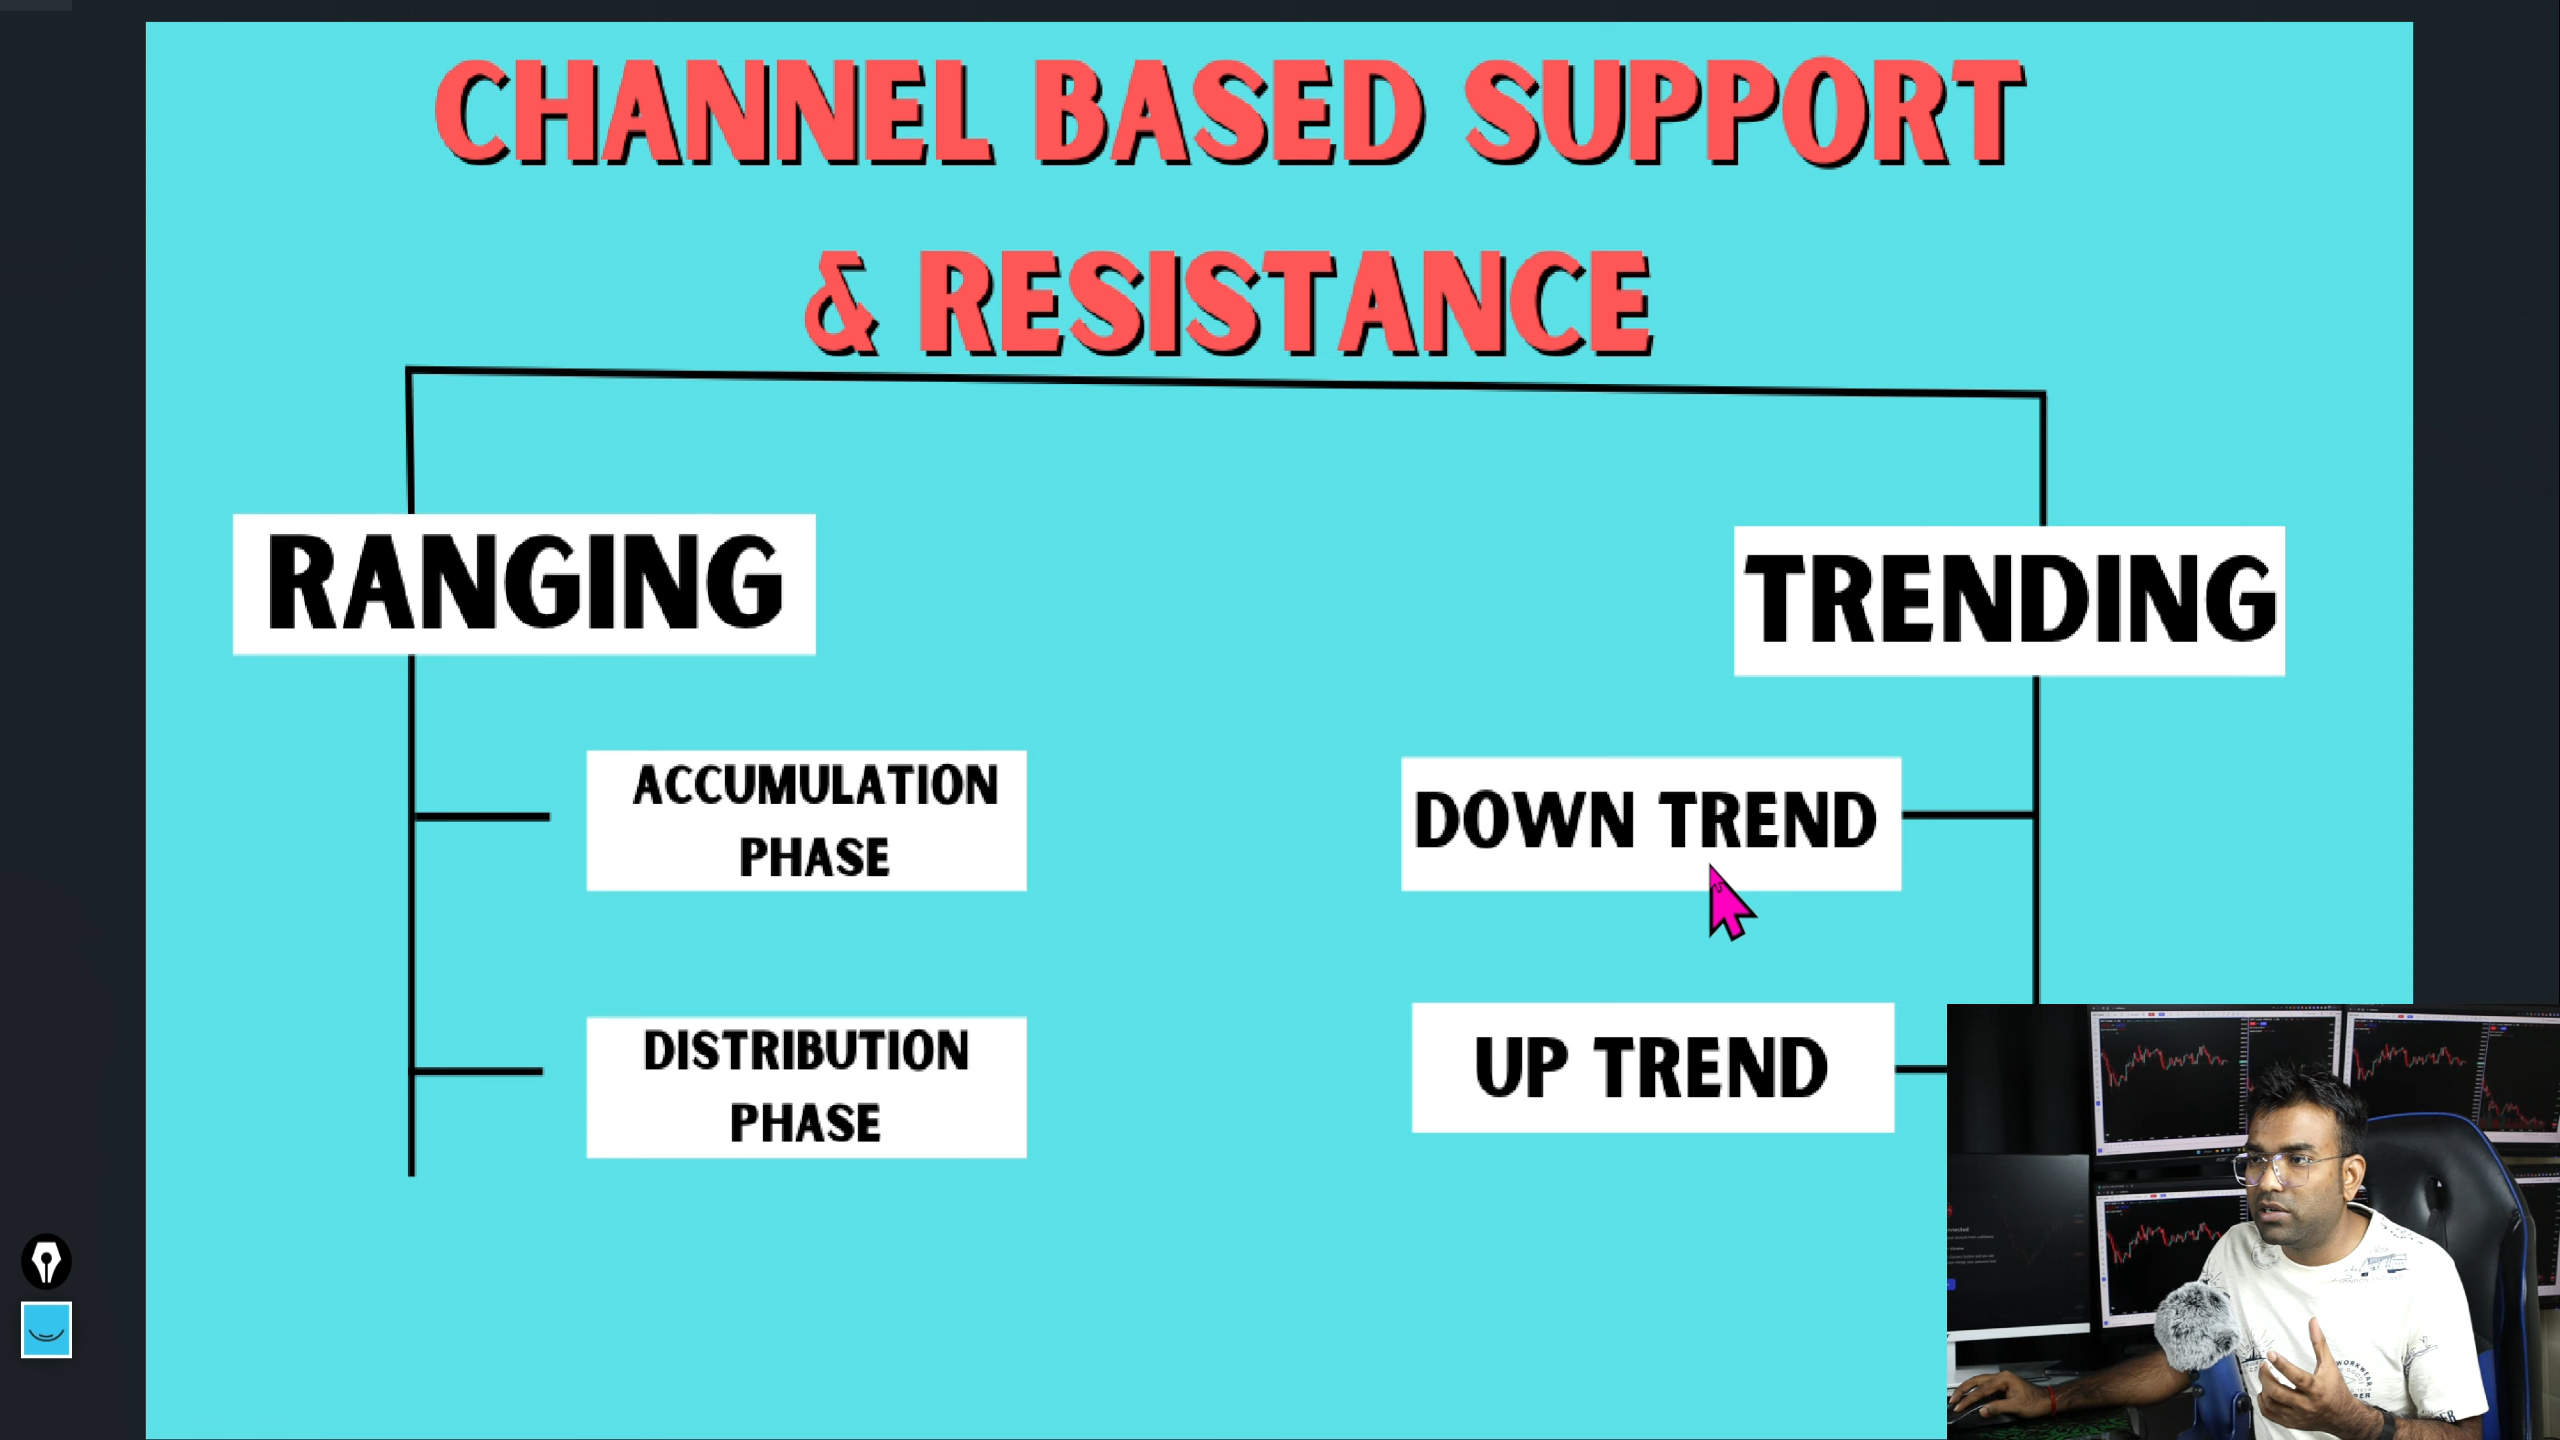 CHANNEL BASED SUPPORT
& RESISTANCE
RANGING
TRENDING
ACCUMULATION
PHASE
DOWN TREND
DISTRIBUTION
PHASE
UP TREND